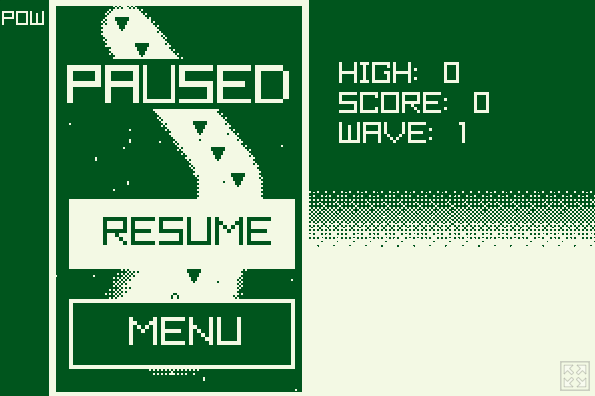 POW
PAUSED
RESUME
MENU
HIGH: 0
SCORE: 0
WAVE: 1